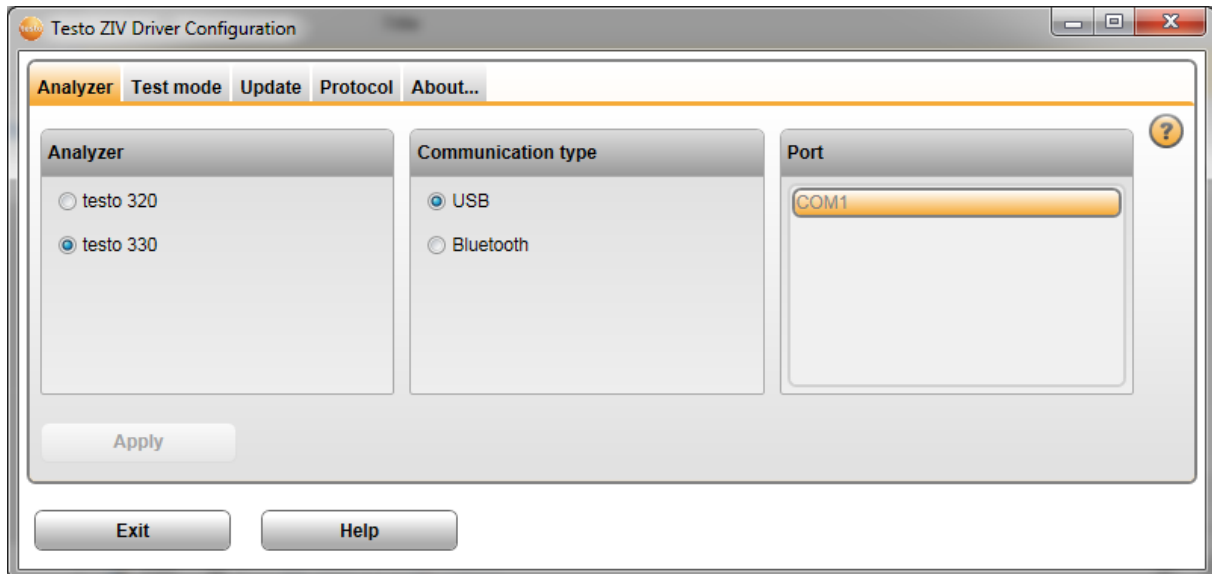 testo Testo ZIV Driver Configuration
Analyzer Test mode Update Protocol About...
?
Analyzer
testo 320
testo 330
Communication type
USB
Bluetooth
Port
COM1
Apply
Exit Help